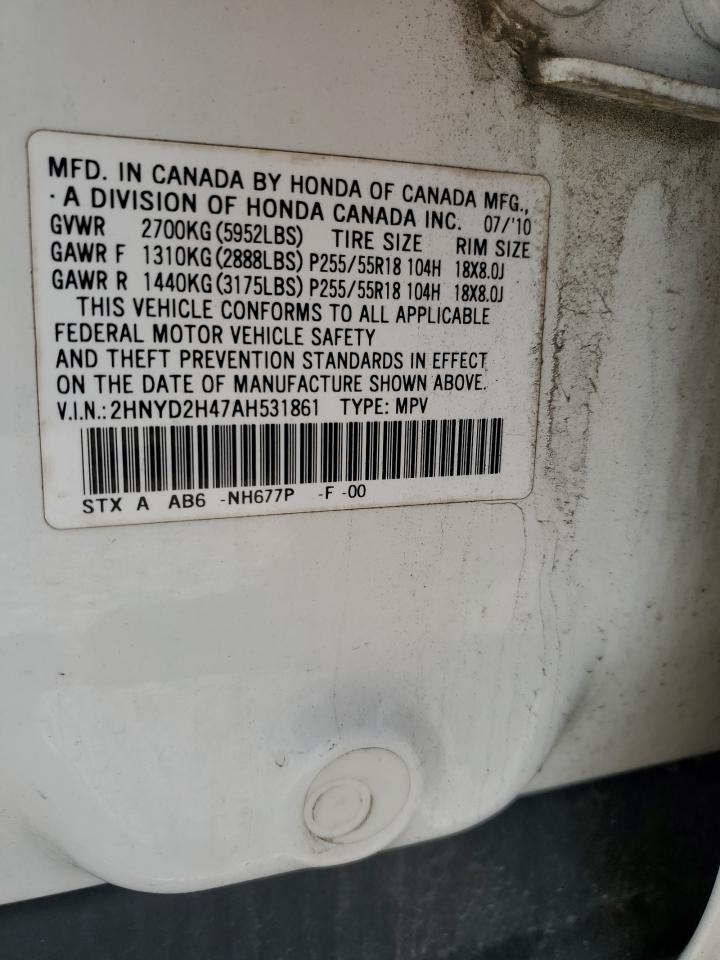 MFD. IN CANADA BY HONDA OF CANADA MFG.,
· A DIVISION OF HONDA CANADA INC. 07/'10
GVWR 2700KG (5952LBS) TIRE SIZE RIM SIZE
GAWR F 1310KG (2888LBS) P255/55R18 104H 18X8.0J
GAWR R 1440KG (3175LBS) P255/55R18 104H 18X8.0J
THIS VEHICLE CONFORMS TO ALL APPLICABLE
FEDERAL MOTOR VEHICLE SAFETY
AND THEFT PREVENTION STANDARDS IN EFFECT
ON THE DATE OF MANUFACTURE SHOWN ABOVE.
V.I.N.: 2HNYD2H47AH531861 TYPE: MPV
STX A AB6 -NH677P -F -00